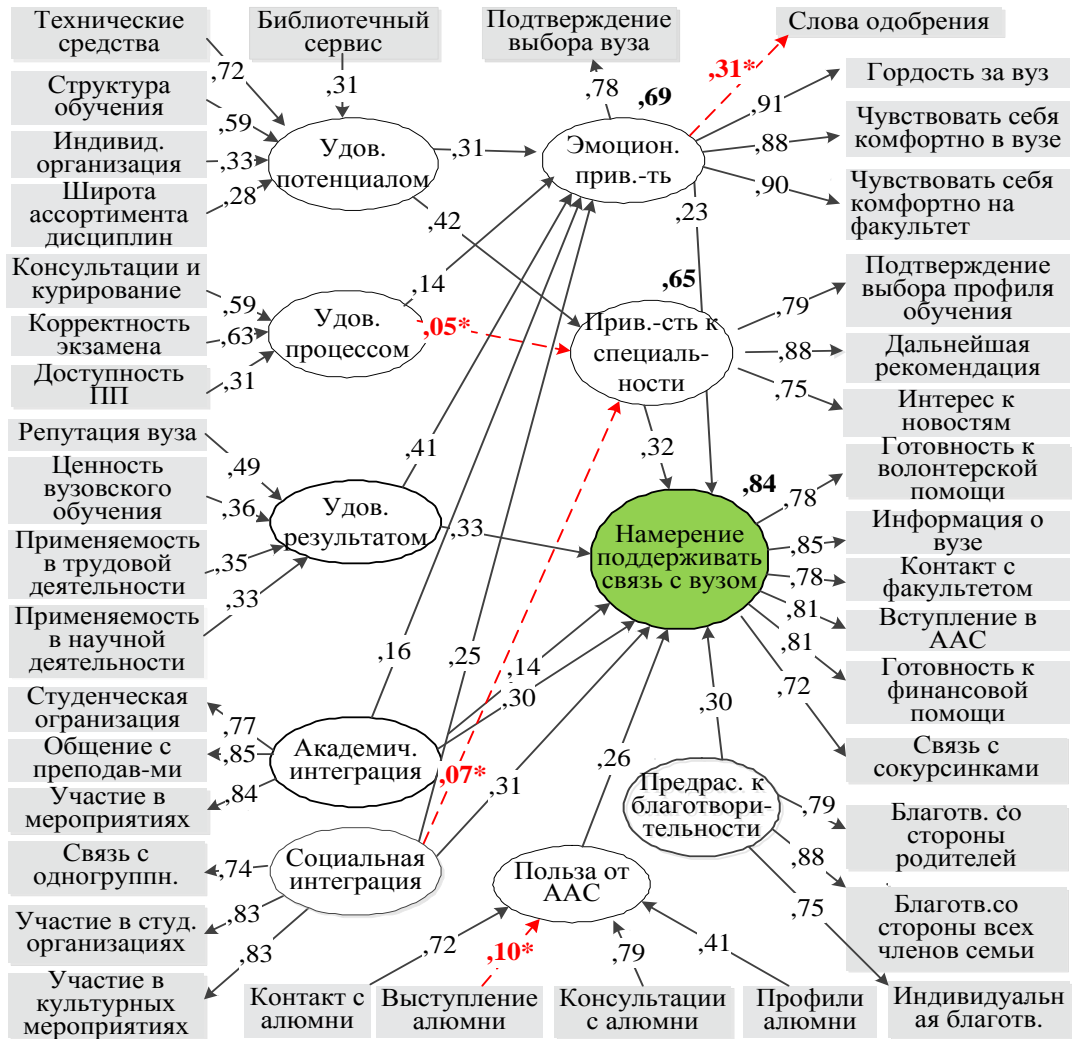 Технические
средства
Библиотечный
сервис
Подтверждение
выбора вуза
Слова одобрения
,72
,31
,78
,69
,31*
Структура
обучения
,59
Индивид.
организация
,33
Широта
ассортимента
дисциплин
,28
Удов.
потенциалом
,31
,42
Эмоцион.
прив.-ть
,91
Гордость за вуз
,88
Чувствовать себя
комфортно в вузе
,90
Чувствовать себя
комфортно на
факультет
,23
Консультации и
курирование
,59
Корректность
экзамена
,63
Доступность
ПП
,31
Удов.
процессом
,14
,05*
,65
Прив.-сть к
специаль-
ности
,79
Подтверждение
выбора профиля
обучения
,88
Дальнейшая
рекомендация
,75
Интерес к
новостям
,32
Репутация вуза
,49
Ценность
вузовского
обучения
,36
Применяемость
в трудовой
деятельности
,35
Применяемость
в научной
деятельности
,33
Удов.
результатом
,41
,33
,84
Намерение
поддерживать
связь с вузом
,78
Готовность к
волонтерской
помощи
,85
Информация о
вузе
,78
Контакт с
факультетом
,81
Вступление в
ААС
,81
Готовность к
финансовой
помощи
,72
Связь с
сокурсинками
,16
,25
,14
,30
,30
Студенческая
огранизация
,77
Общение с
преподав-ми
,85
Участие в
мероприятиях
,84
Академич.
интеграция
,07*
,31
,26
Предрас. к
благотвори-
тельности
,79
Благотв. со
стороны
родителей
,88
Благотв.со
стороны всех
членов семьи
,75
Индивидуальн
ая благотв.
Связь с
одногруппн.
,74
Участие в студ.
организациях
,83
Участие в
культурных
мероприятиях
,83
Социальная
интеграция
Польза от
ААС
,72
,10*
,79
,41
Контакт с
алюмни
Выступление
алюмни
Консультации
с алюмни
Профили
алюмни